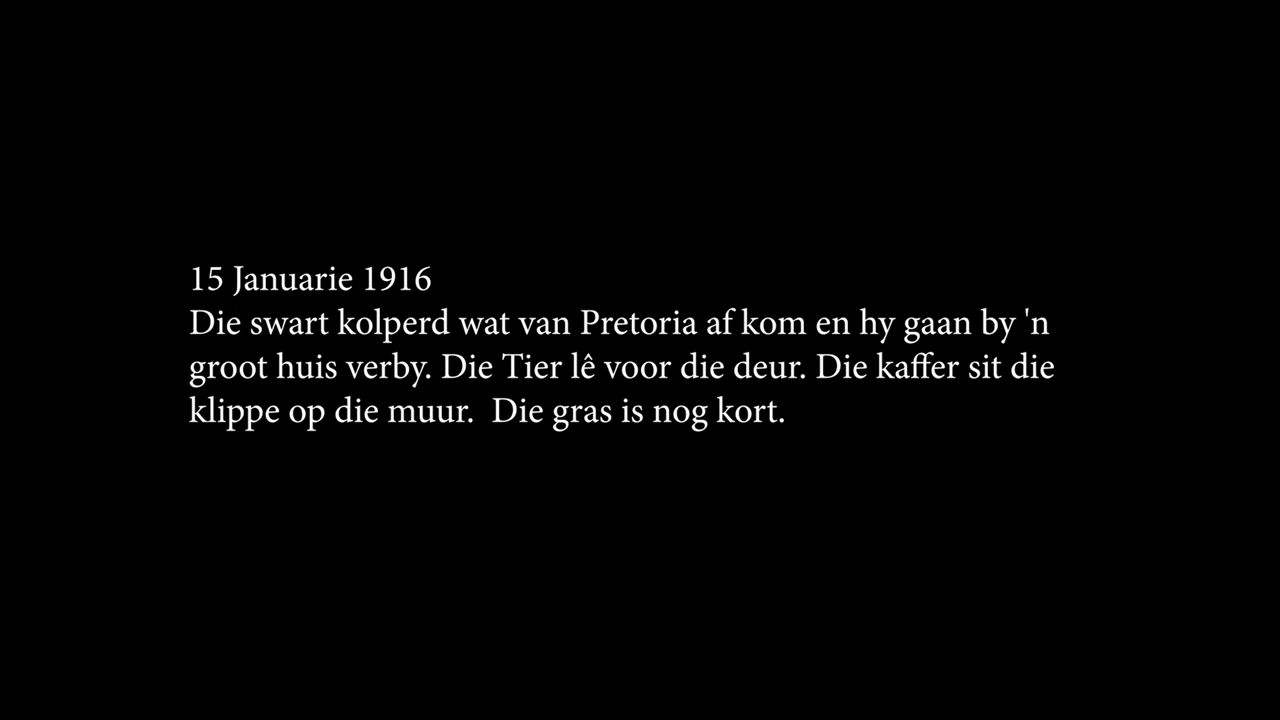 15 Januarie 1916
Die swart kolperd wat van Pretoria af kom en hy gaan by 'n
groot huis verby. Die Tier lê voor die deur. Die kaffer sit die
klippe op die muur.  Die gras is nog kort.